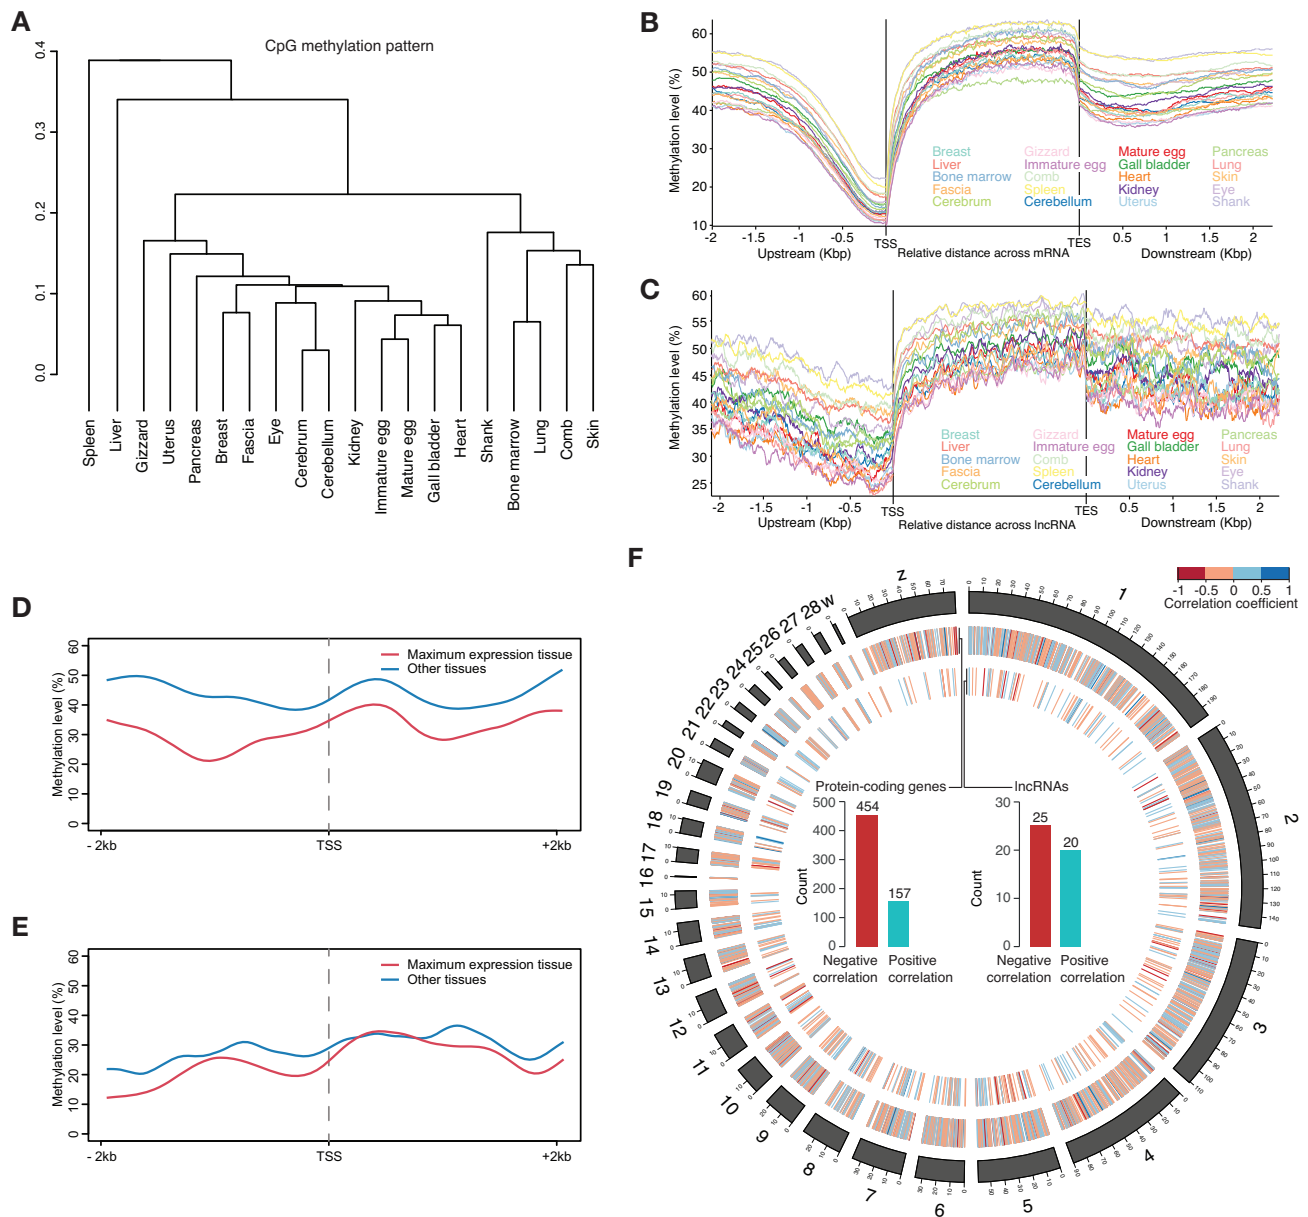 A
CpG methylation pattern
0.4
0.3
0.2
0.1
0.0
Spleen
Liver
Gizzard
Uterus
Pancreas
Breast
Fascia
Eye
Cerebrum
Cerebellum
Kidney
Immature egg
Mature egg
Gall bladder
Heart
Shank
Bone marrow
Lung
Comb
Skin
B
Methylation level (%)
60
50
40
30
20
10
Breast Gizzard Mature egg Pancreas
Liver Immature egg Gall bladder Lung
Bone marrow Comb Heart Skin
Fascia Spleen Kidney Eye
Cerebrum Cerebellum Uterus Shank
-2 -1.5 -1 -0.5 TSS TES 0.5 1 1.5 2
Upstream (Kbp) Relative distance across mRNA Downstream (Kbp)
C
Methylation level (%)
60
55
50
45
40
35
30
25
Breast Gizzard Mature egg Pancreas
Liver Immature egg Gall bladder Lung
Bone marrow Comb Heart Skin
Fascia Spleen Kidney Eye
Cerebrum Cerebellum Uterus Shank
-2 -1.5 -1 -0.5 TSS TES 0.5 1 1.5 2
Upstream (Kbp) Relative distance across lncRNA Downstream (Kbp)
D
Methylation level (%)
60
50
40
30
20
10
0
Maximum expression tissue
Other tissues
- 2kb TSS +2kb
E
Methylation level (%)
60
50
40
30
20
10
0
Maximum expression tissue
Other tissues
- 2kb TSS +2kb
F
-1 -0.5 0 0.5 1
Correlation coefficient
1
2
3
4
5
6
7
8
9
10
11
12
13
14
15
16
17
18
19
20
21
22
23
24
25
26
27
28
W
Z
Protein-coding genes
500
400
300
200
100
0
Count
454
157
Negative correlation
Positive correlation
lncRNAs
30
20
10
0
Count
25
20
Negative correlation
Positive correlation